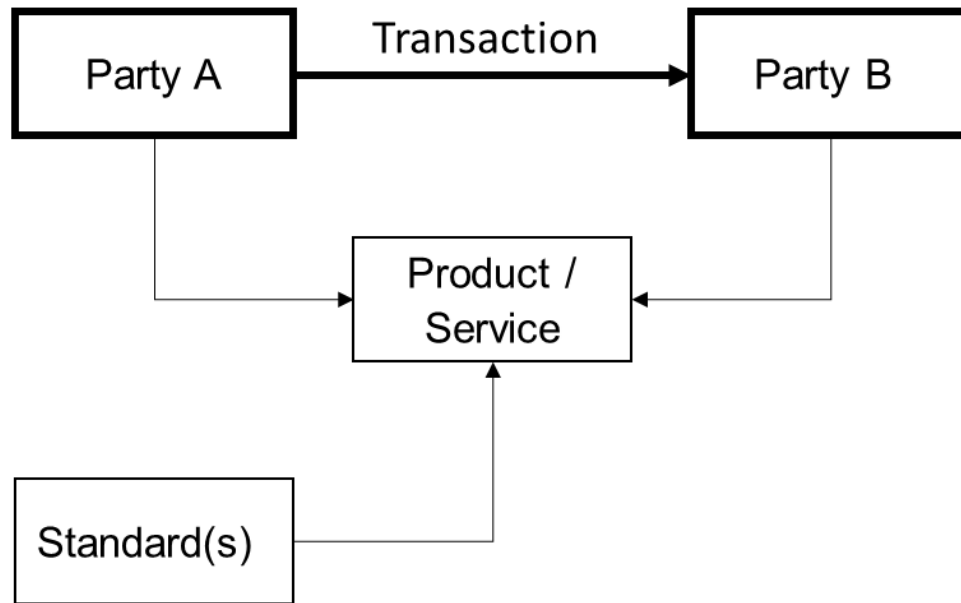 Transaction
Party A
Party B
Product /
Service
Standard(s)